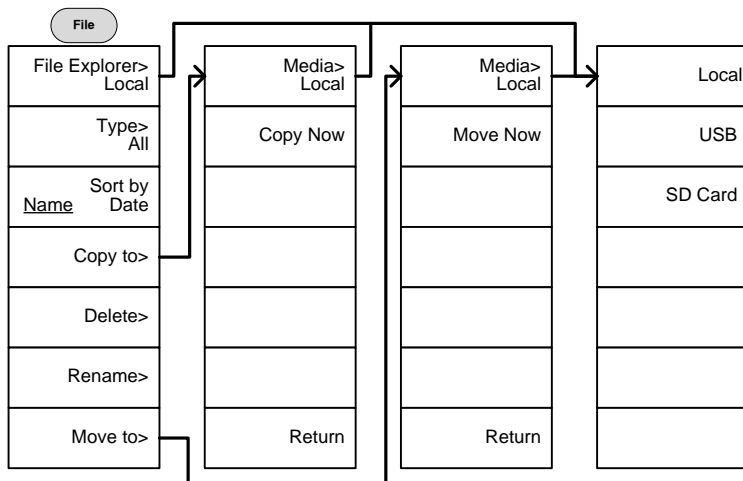 File
File Explorer>
Local
Type>
All
Sort by
Name Date
Copy to>
Delete>
Rename>
Move to>
Media>
Local
Copy Now
Return
Media>
Local
Move Now
Return
Local
USB
SD Card